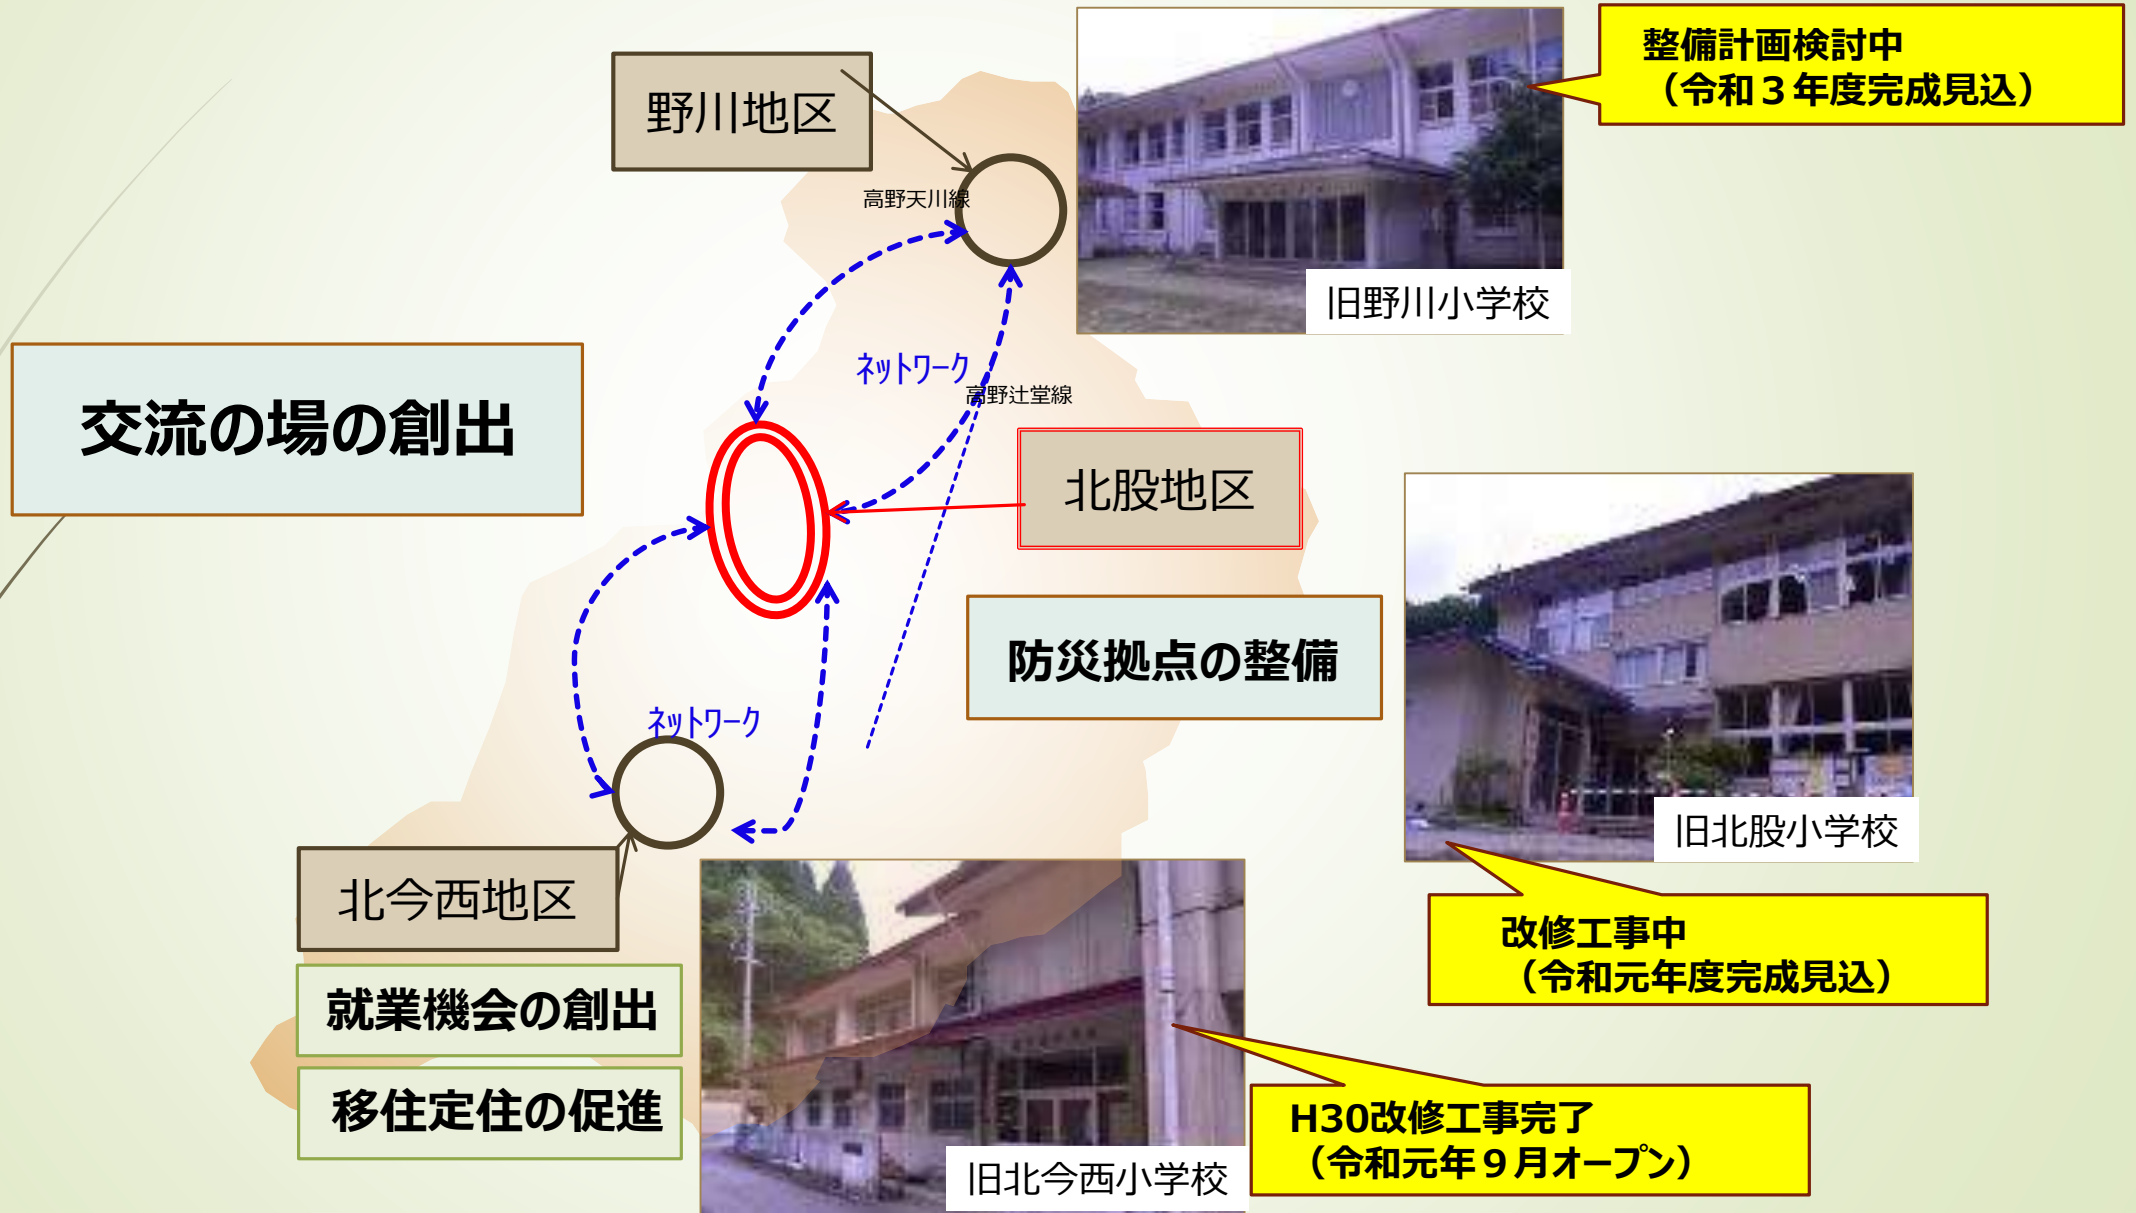 整備計画検討中
（令和３年度完成見込）
野川地区
高野天川線
旧野川小学校
ﾈｯﾄﾜｰｸ
高野辻堂線
交流の場の創出
北股地区
防災拠点の整備
ﾈｯﾄﾜｰｸ
旧北股小学校
北今西地区
改修工事中
（令和元年度完成見込）
就業機会の創出
移住定住の促進
H30改修工事完了
（令和元年９月オープン）
旧北今西小学校